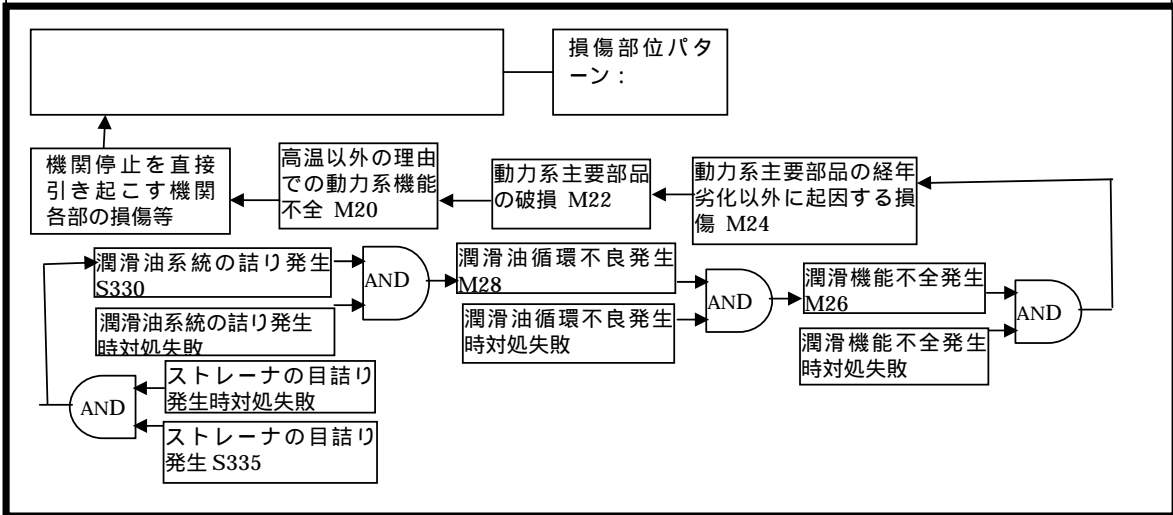 損傷部位パタ
ーン：
機関停止を直接
引き起こす機関
各部の損傷等
高温以外の理由
での動力系機能
不全 M20
動力系主要部品
の破損 M22
動力系主要部品の経年
劣化以外に起因する損
傷 M24
潤滑油系統の詰り発生
S330
潤滑油系統の詰り発生
時対処失敗
AND
潤滑油循環不良発生
M28
潤滑油循環不良発生
時対処失敗
AND
潤滑機能不全発生
M26
潤滑機能不全発生
時対処失敗
AND
AND
ストレーナの目詰り
発生時対処失敗
ストレーナの目詰り
発生 S335